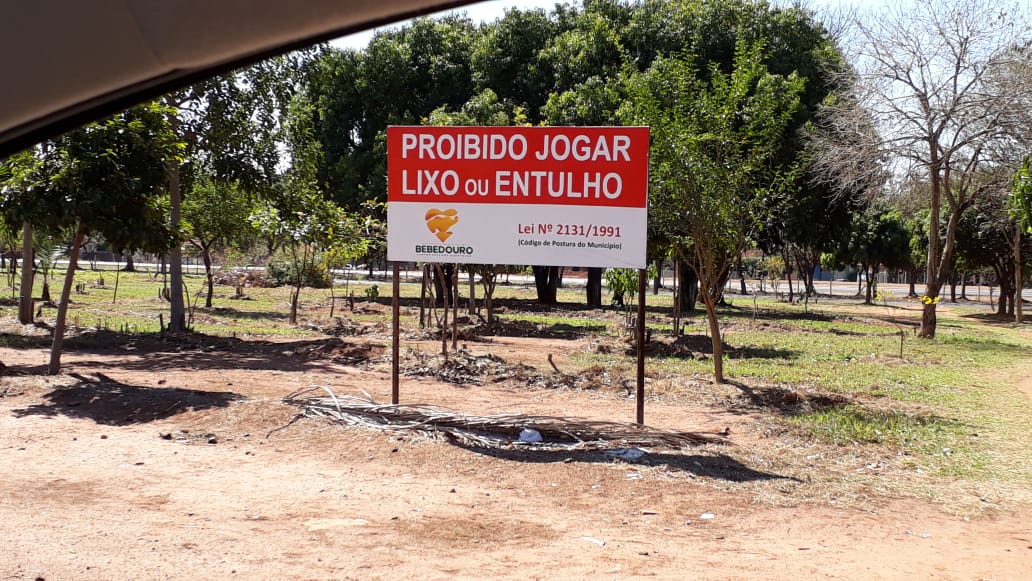 PROIBIDO JOGAR
LIXO OU ENTULHO
BEBEDOURO
Lei Nº 2131/1991
(Código de Postura do Município)